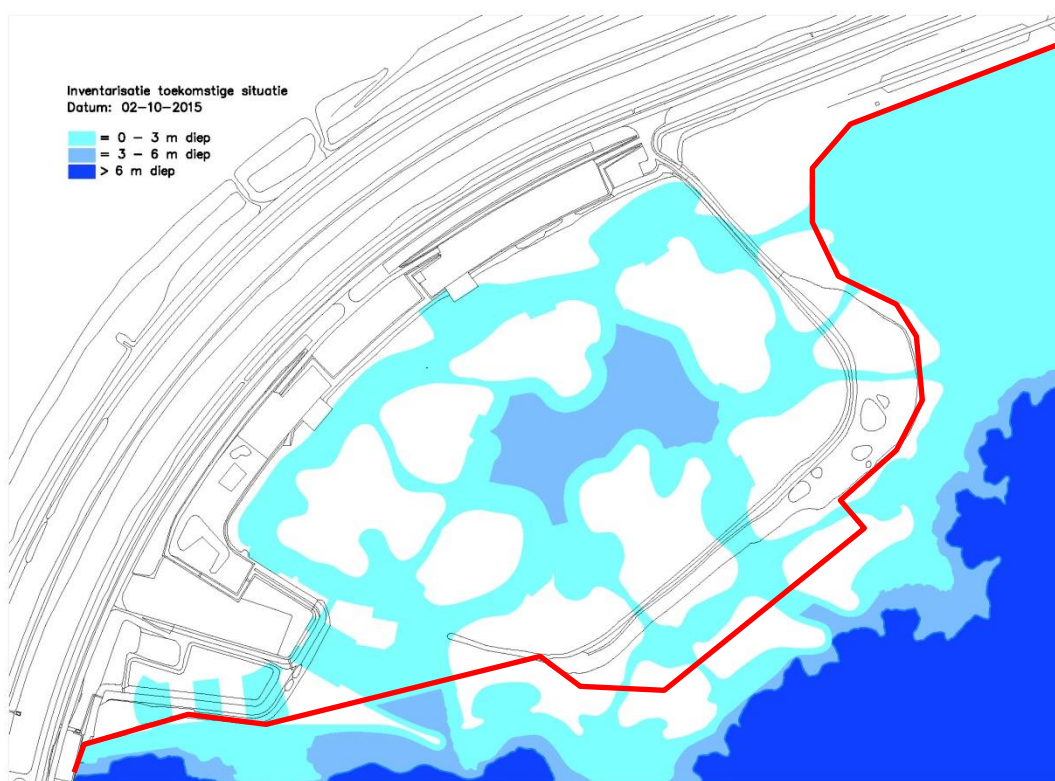 Inventarisatie toekomstige situatie
Datum: 02-10-2015
= 0 - 3 m diep
= 3 - 6 m diep
> 6 m diep